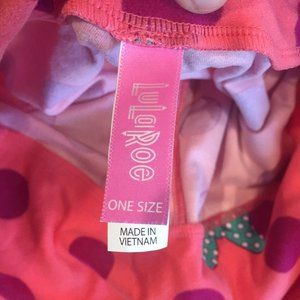 LuLaRoe
ONE SIZE
MADE IN
VIETNAM